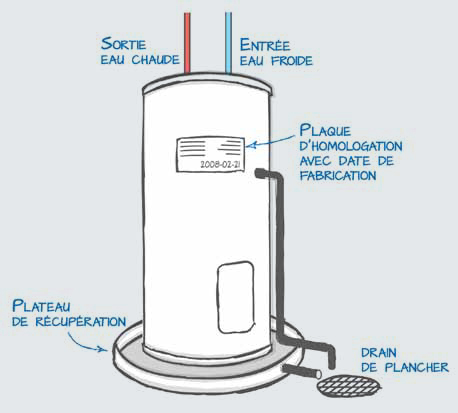 SORTIE
EAU CHAUDE
ENTRÉE
EAU FROIDE
PLAQUE
D'HOMOLOGATION
AVEC DATE DE
FABRICATION
2008-02-21
PLATEAU
DE RÉCUPÉRATION
DRAIN
DE PLANCHER